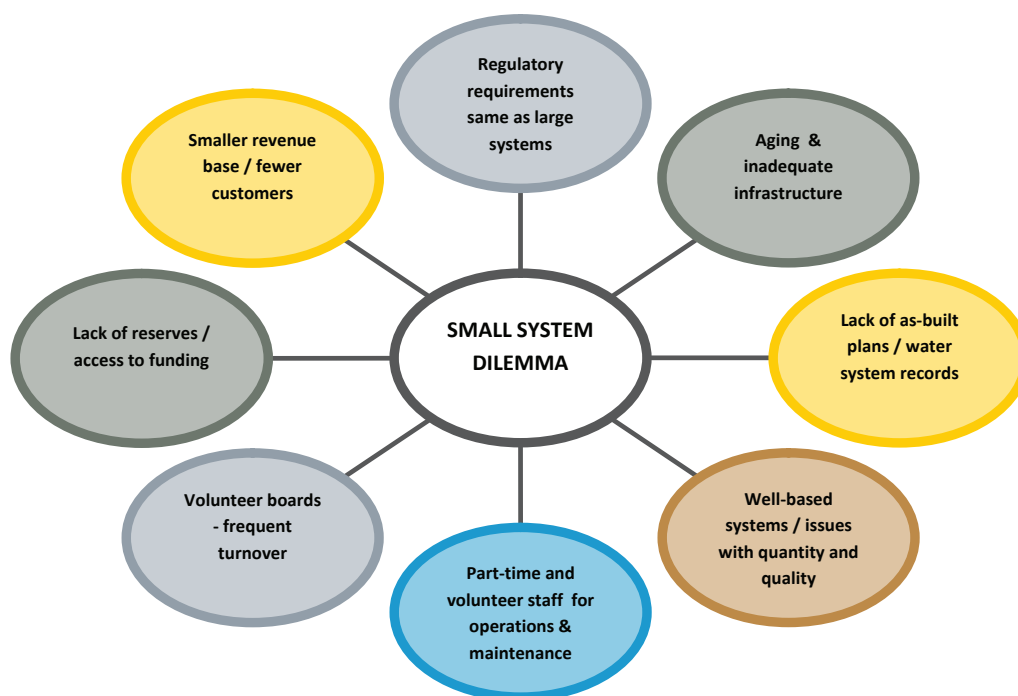 Regulatory
requirements
same as large
systems
Smaller revenue
base / fewer
customers
Aging & 
inadequate
infrastructure
Lack of reserves /
access to funding
SMALL SYSTEM
DILEMMA
Lack of as-built
plans / water
system records
Volunteer boards
- frequent
turnover
Part-time and
volunteer staff for
operations &
maintenance
Well-based
systems / issues
with quantity and
quality